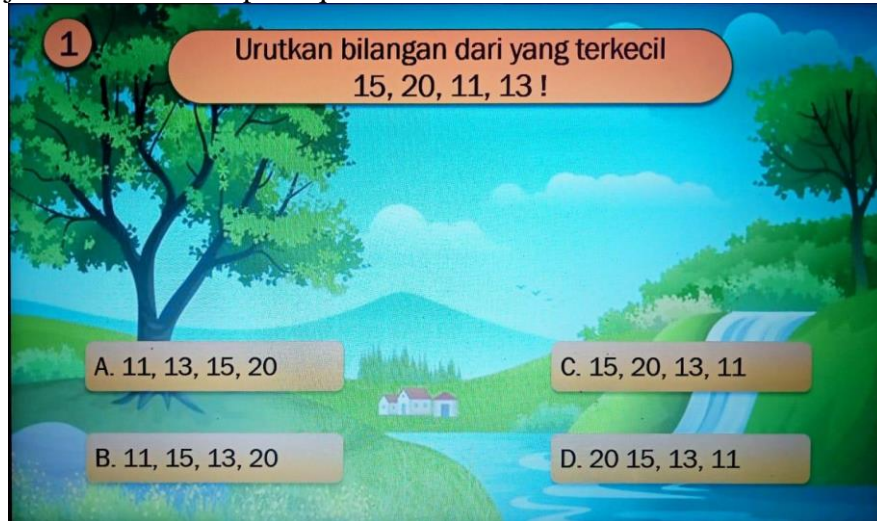 1
Urutkan bilangan dari yang terkecil
15, 20, 11, 13 !
A. 11, 13, 15, 20
B. 11, 15, 13, 20
C. 15, 20, 13, 11
D. 20 15, 13, 11